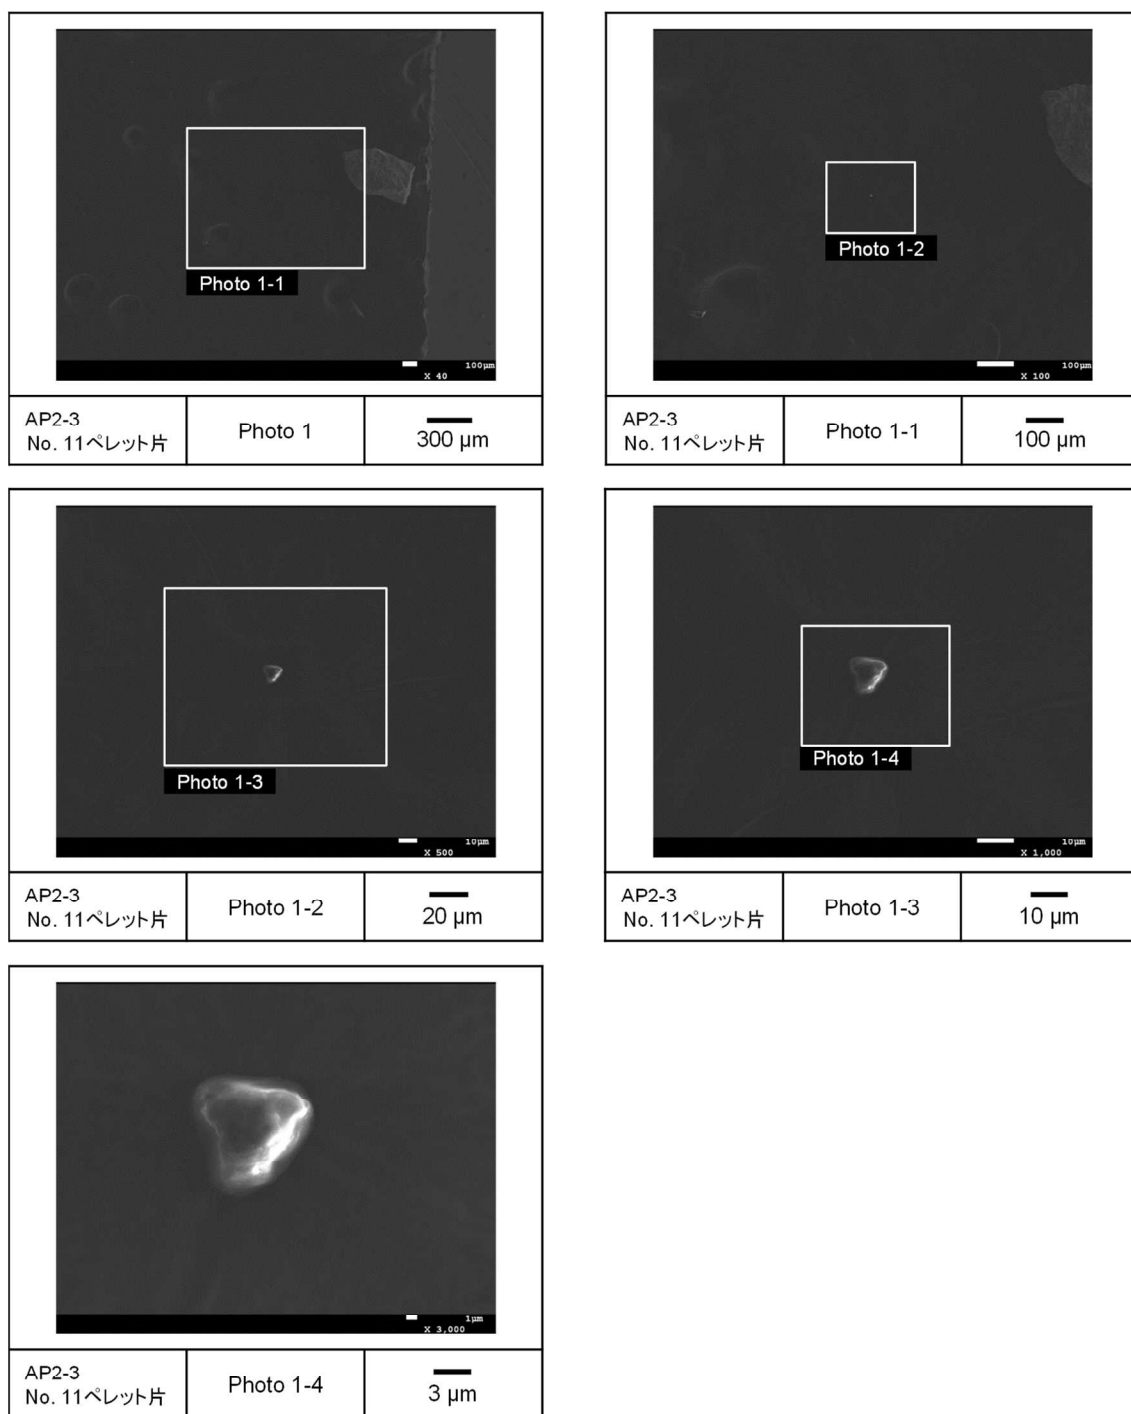 Photo 1-1
100μm
X 40
AP2-3
No. 11ペレット片
Photo 1
300 μm
Photo 1-2
100μm
X 100
AP2-3
No. 11ペレット片
Photo 1-1
100 μm
Photo 1-3
10μm
X 500
AP2-3
No. 11ペレット片
Photo 1-2
20 μm
Photo 1-4
10μm
X 1,000
AP2-3
No. 11ペレット片
Photo 1-3
10 μm
1μm
X 3,000
AP2-3
No. 11ペレット片
Photo 1-4
3 μm